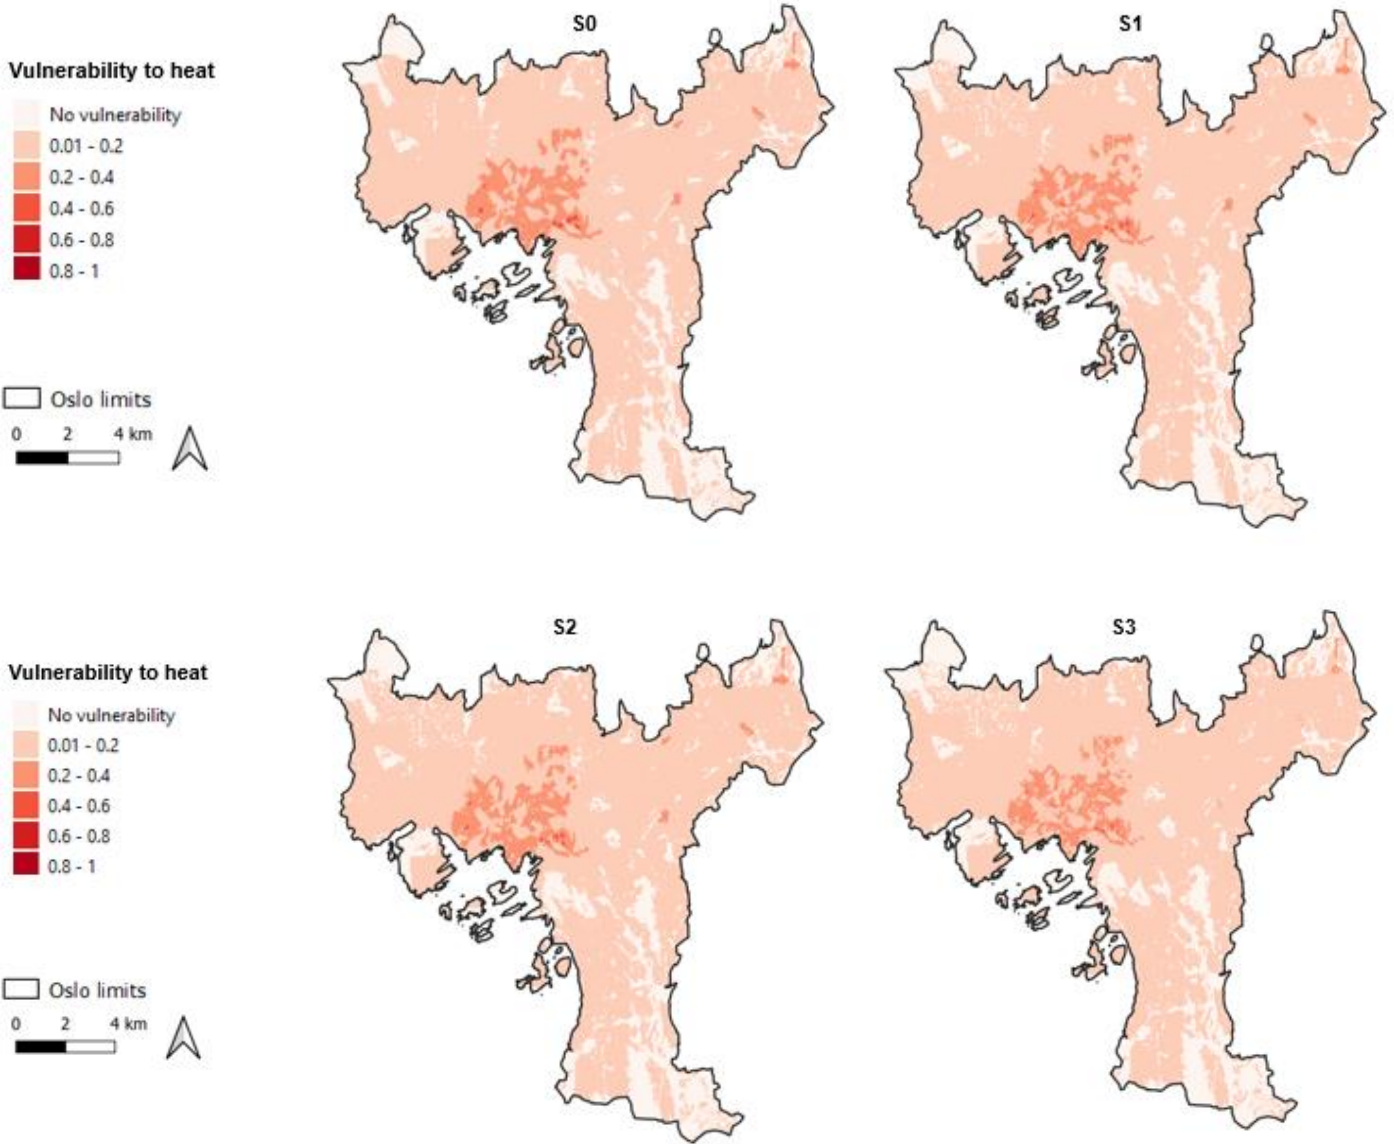 S0
S1
Vulnerability to heat
No vulnerability
0.01 - 0.2
0.2 - 0.4
0.4 - 0.6
0.6 - 0.8
0.8 - 1
Oslo limits
0 2 4 km
S2
S3
Vulnerability to heat
No vulnerability
0.01 - 0.2
0.2 - 0.4
0.4 - 0.6
0.6 - 0.8
0.8 - 1
Oslo limits
0 2 4 km